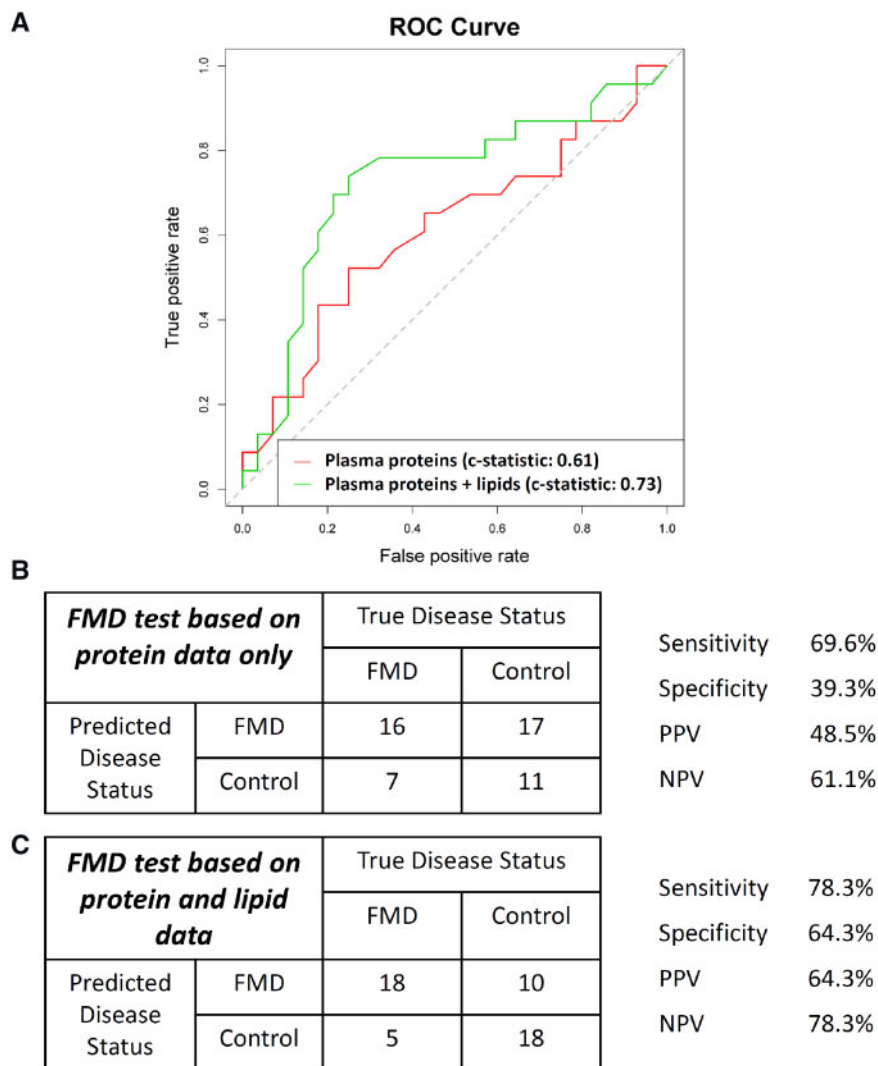 A
ROC Curve
True positive rate
1.0
0.8
0.6
0.4
0.2
0.0
Plasma proteins (c-statistic: 0.61)
Plasma proteins + lipids (c-statistic: 0.73)
0.0 0.2 0.4 0.6 0.8 1.0
False positive rate
B
FMD test based on
protein data only
True Disease Status
FMD Control
Predicted
Disease
Status
FMD 16 17
Control 7 11
Sensitivity 69.6%
Specificity 39.3%
PPV 48.5%
NPV 61.1%
C
FMD test based on
protein and lipid
data
True Disease Status
FMD Control
Predicted
Disease
Status
FMD 18 10
Control 5 18
Sensitivity 78.3%
Specificity 64.3%
PPV 64.3%
NPV 78.3%